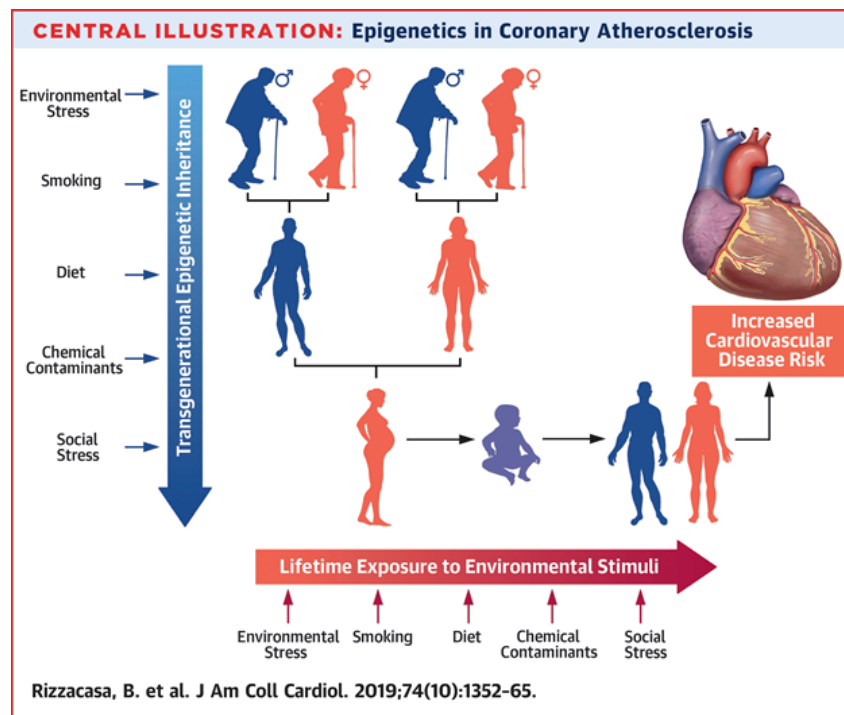 CENTRAL ILLUSTRATION: Epigenetics in Coronary Atherosclerosis
Environmental
Stress
Smoking
Diet
Chemical
Contaminants
Social
Stress
Transgenerational Epigenetic Inheritance
♂
♀
♂
♀
Increased
Cardiovascular
Disease Risk
Lifetime Exposure to Environmental Stimuli
Environmental
Stress
Smoking
Diet
Chemical
Contaminants
Social
Stress
Rizzacasa, B. et al. J Am Coll Cardiol. 2019;74(10):1352-65.